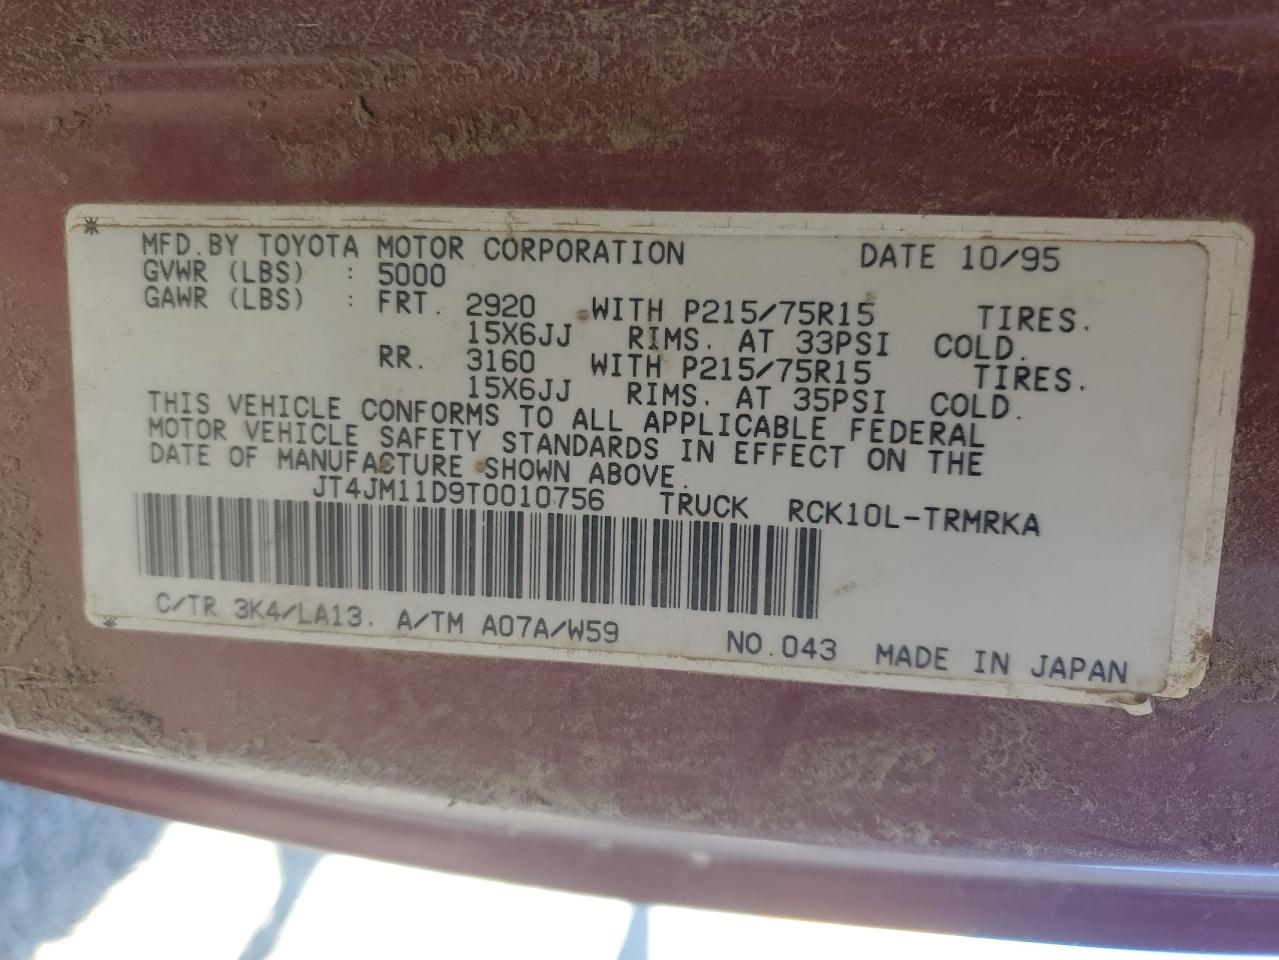 MFD.BY TOYOTA MOTOR CORPORATION DATE 10/95
GVWR (LBS) : 5000
GAWR (LBS) : FRT. 2920 WITH P215/75R15 TIRES.
15X6JJ RIMS. AT 33PSI COLD.
RR. 3160 WITH P215/75R15 TIRES.
15X6JJ RIMS. AT 35PSI COLD.
THIS VEHICLE CONFORMS TO ALL APPLICABLE FEDERAL
MOTOR VEHICLE SAFETY STANDARDS IN EFFECT ON THE
DATE OF MANUFACTURE SHOWN ABOVE.
JT4JM11D9T0010756 TRUCK RCK10L-TRMRKA
C/TR 3K4/LA13. A/TM A07A/W59 NO.043 MADE IN JAPAN